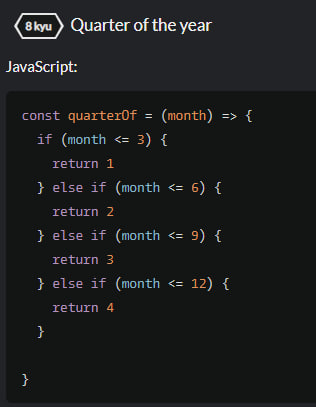 8 kyu Quarter of the year
JavaScript:
const quarterOf = (month) => {
  if (month <= 3) {
    return 1
  } else if (month <= 6) {
    return 2
  } else if (month <= 9) {
    return 3
  } else if (month <= 12) {
    return 4
  }
}